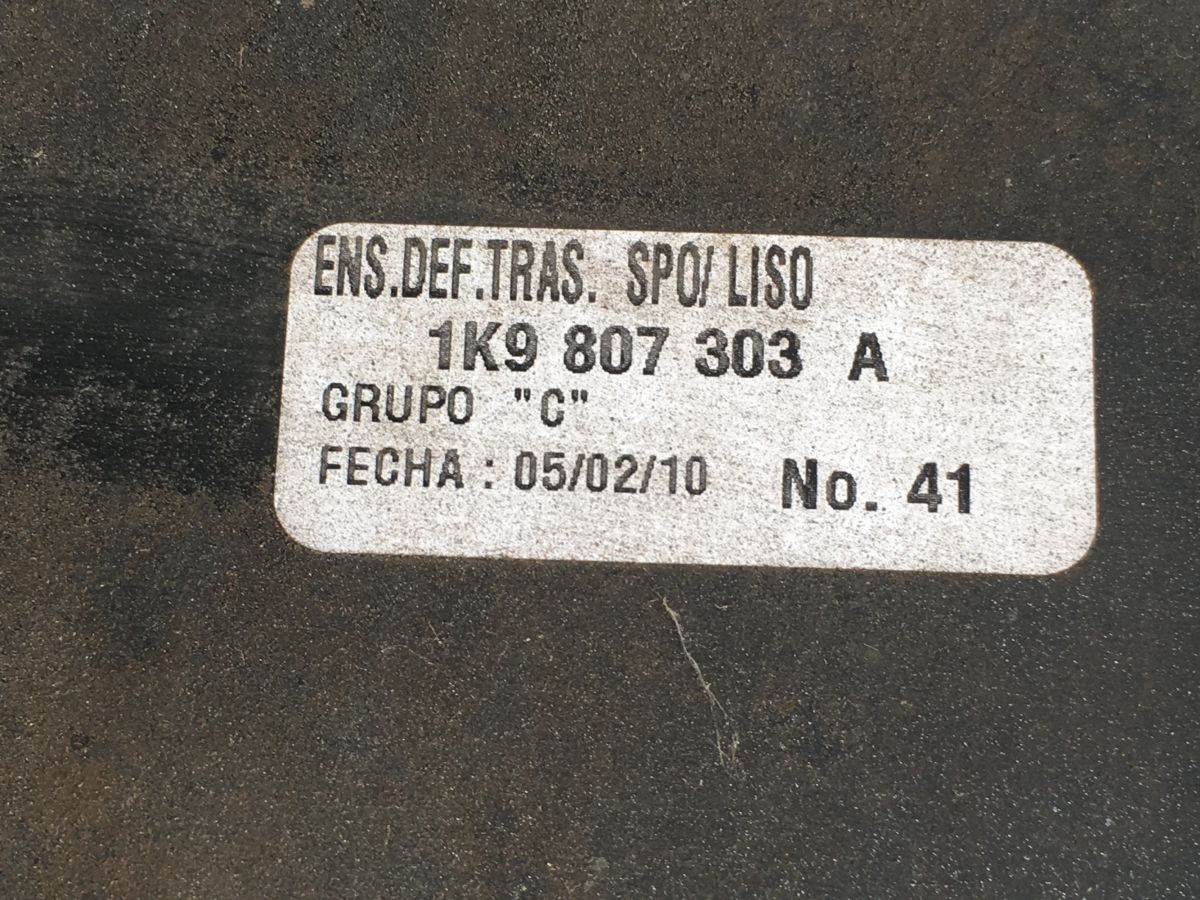 ENS.DEF.TRAS. SPO/ LISO
1K9 807 303 A
GRUPO "C"
FECHA : 05/02/10 No. 41